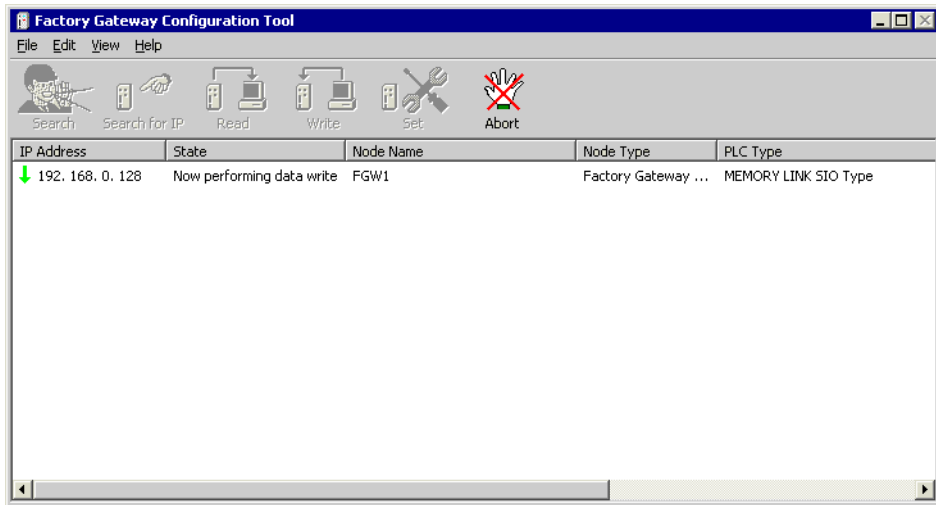 Factory Gateway Configuration Tool
File Edit View Help
Search Search for IP Read Write Set Abort
IP Address State Node Name Node Type PLC Type
192. 168. 0. 128 Now performing data write FGW1 Factory Gateway ... MEMORY LINK SIO Type